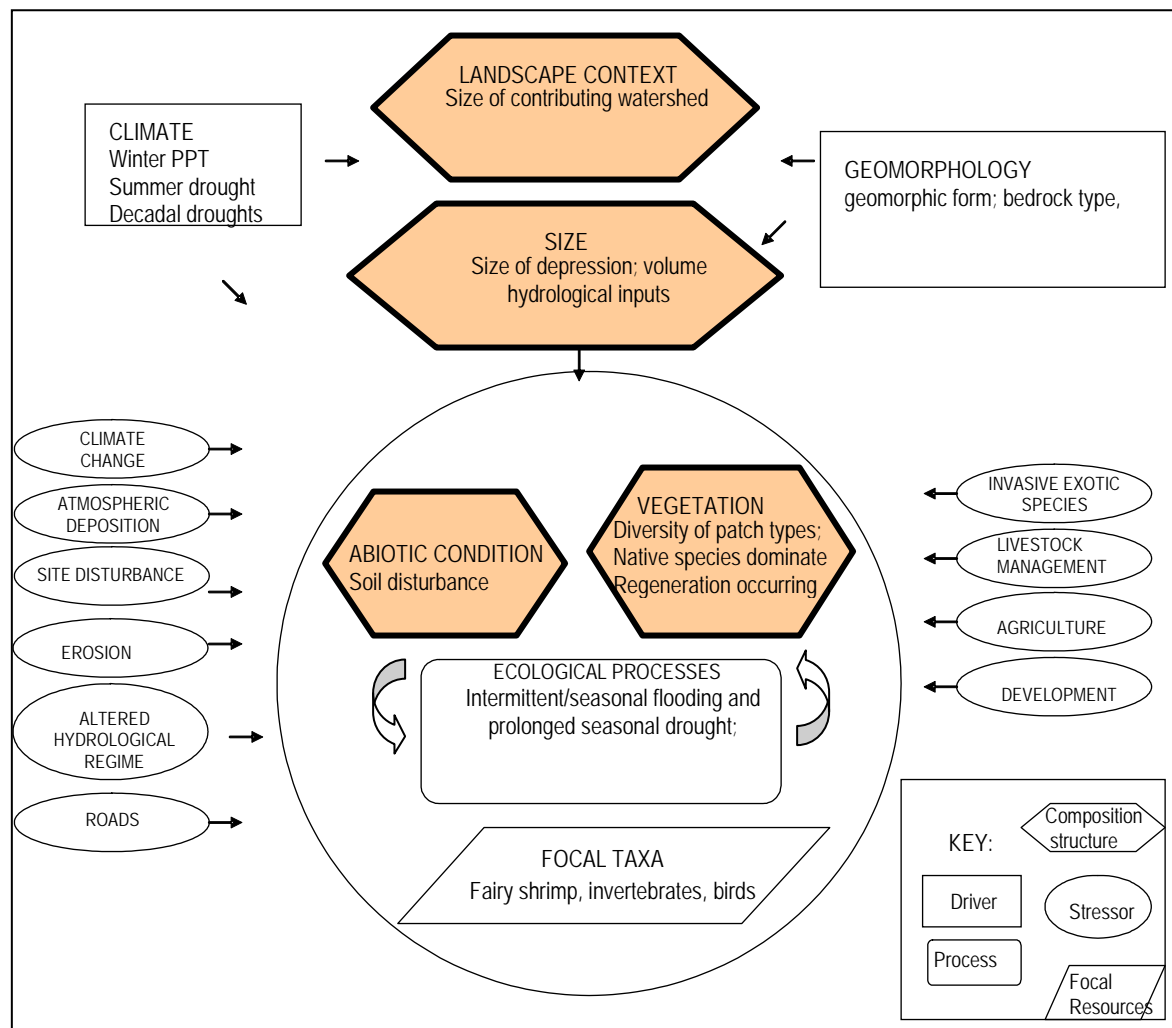 LANDSCAPE CONTEXT
Size of contributing watershed
CLIMATE
Winter PPT
Summer drought
Decadal droughts
GEOMORPHOLOGY
geomorphic form; bedrock type,
SIZE
Size of depression; volume
hydrological inputs
CLIMATE
CHANGE
ATMOSPHERIC
DEPOSITION
SITE DISTURBANCE
EROSION
ALTERED
HYDROLOGICAL
REGIME
ROADS
ABIOTIC CONDITION
Soil disturbance
VEGETATION
Diversity of patch types;
Native species dominate
Regeneration occurring
ECOLOGICAL PROCESSES
Intermittent/seasonal flooding and
prolonged seasonal drought;
FOCAL TAXA
Fairy shrimp, invertebrates, birds
INVASIVE EXOTIC
SPECIES
LIVESTOCK
MANAGEMENT
AGRICULTURE
DEVELOPMENT
KEY:
Composition
structure
Driver
Stressor
Process
Focal
Resources